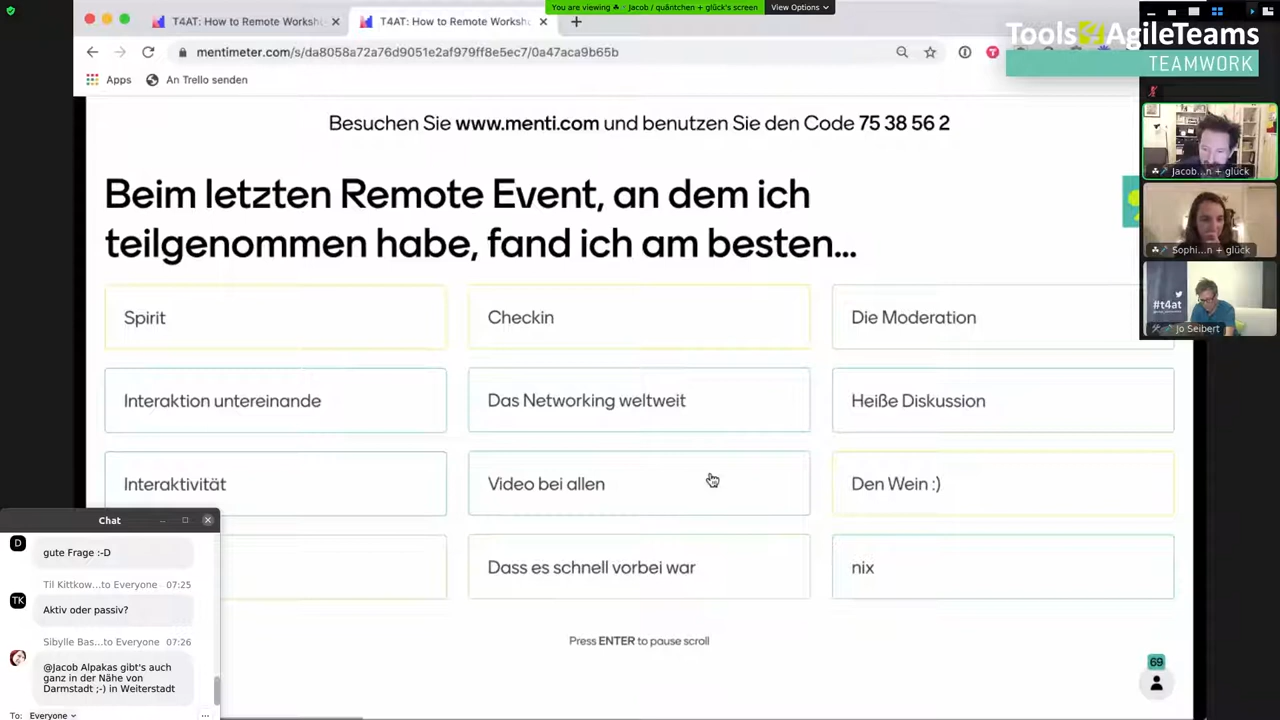 You are viewing
Jacob / quäntchen + glück's screen
View Options
T4AT: How to Remote Worksh
T4AT: How to Remote Worksh
Tools4AgileTeams
TEAMWORK
mentimeter.com/s/da8058a72a76d9051e2af979ff8e5ec7/0a47aca9b65b
Apps
An Trello senden
Besuchen Sie www.menti.com und benutzen Sie den Code 75 38 56 2
Beim letzten Remote Event, an dem ich
teilgenommen habe, fand ich am besten...
Jacob...n + glück
Sophi...n + glück
#t4at
Jo Seibert
Spirit
Checkin
Die Moderation
Interaktion untereinande
Das Networking weltweit
Heiße Diskussion
Interaktivität
Video bei allen
Den Wein :)
Dass es schnell vorbei war
nix
Press ENTER to pause scroll
69
Chat
D
gute Frage :-D
Til Kittkow...to Everyone 07:25
TK
Aktiv oder passiv?
Sibylle Bas...to Everyone 07:26
@Jacob Alpakas gibt's auch
ganz in der Nähe von
Darmstadt ;-) in Weiterstadt
To: Everyone